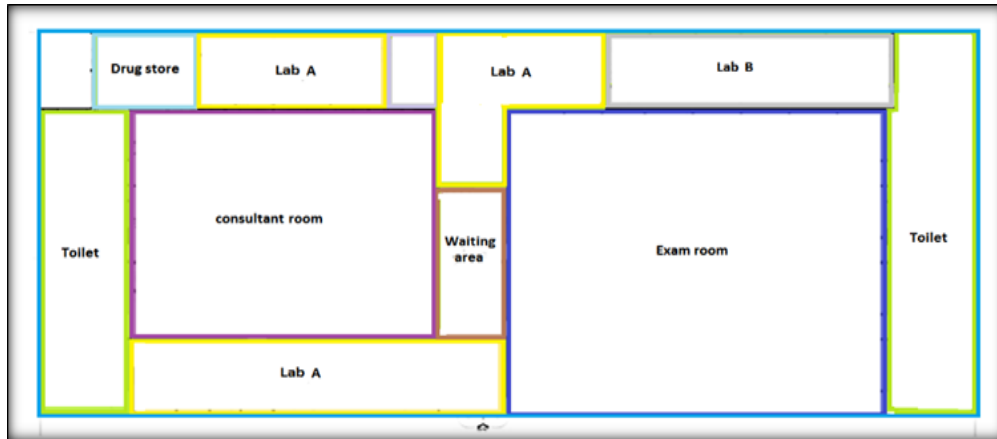 Drug store
Lab A
Lab A
Lab B
consultant room
Toilet
Waiting
area
Exam room
Toilet
Lab A